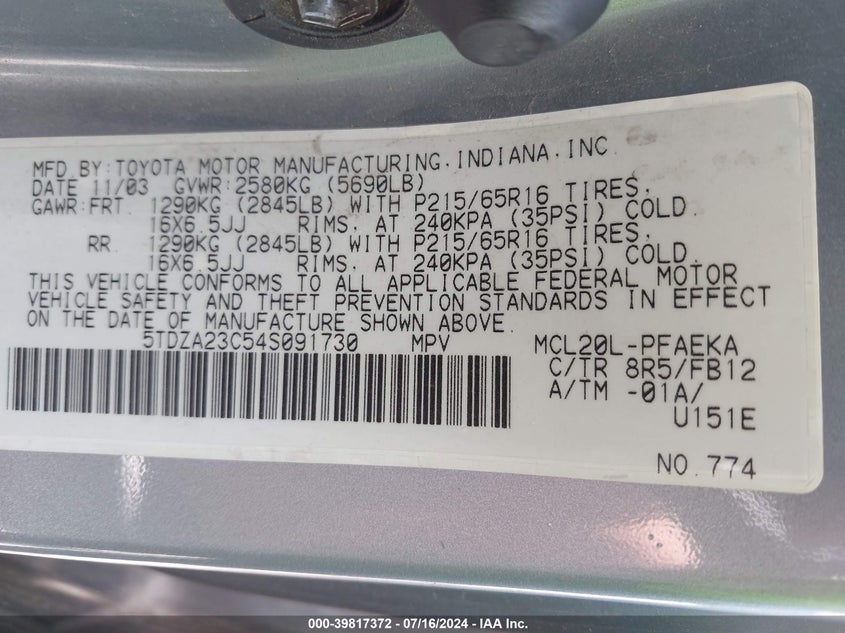 MFD.BY:TOYOTA MOTOR MANUFACTURING.INDIANA.INC.
DATE 11/03 GVWR:2580KG (5690LB)
GAWR:FRT. 1290KG (2845LB) WITH P215/65R16 TIRES.
16X6.5JJ RIMS. AT 240KPA (35PSI) COLD.
RR. 1290KG (2845LB) WITH P215/65R16 TIRES.
16X6.5JJ RIMS. AT 240KPA (35PSI) COLD.
THIS VEHICLE CONFORMS TO ALL APPLICABLE FEDERAL MOTOR
VEHICLE SAFETY AND THEFT PREVENTION STANDARDS IN EFFECT
ON THE DATE OF MANUFACTURE SHOWN ABOVE.
5TDZA23C54S091730 MPV MCL20L-PFAEKA
C/TR 8R5/FB12
A/TM -01A/
U151E
NO.774
000-39817372 - 07/16/2024 - IAA Inc.